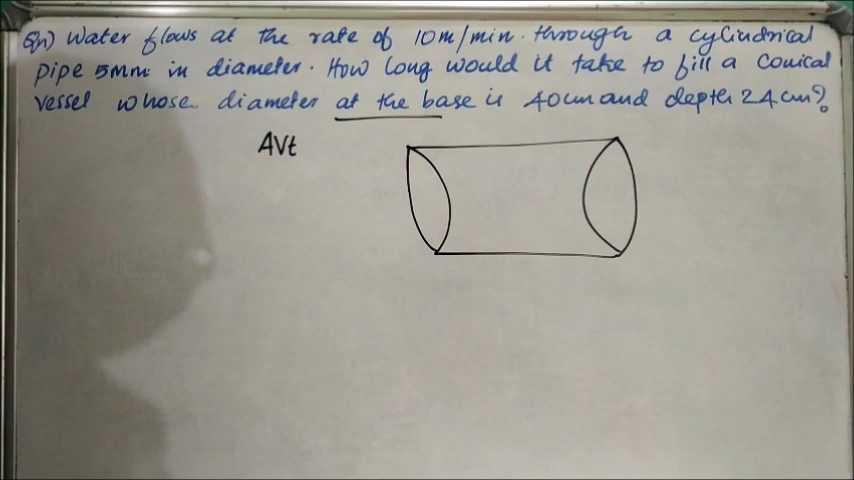 Qn) Water flows at the rate of 10m/min. through a cylindrical
pipe 5mm in diameter. How long would it take to fill a conical
vessel whose diameter at the base is 40cm and depth 24cm?
AVt